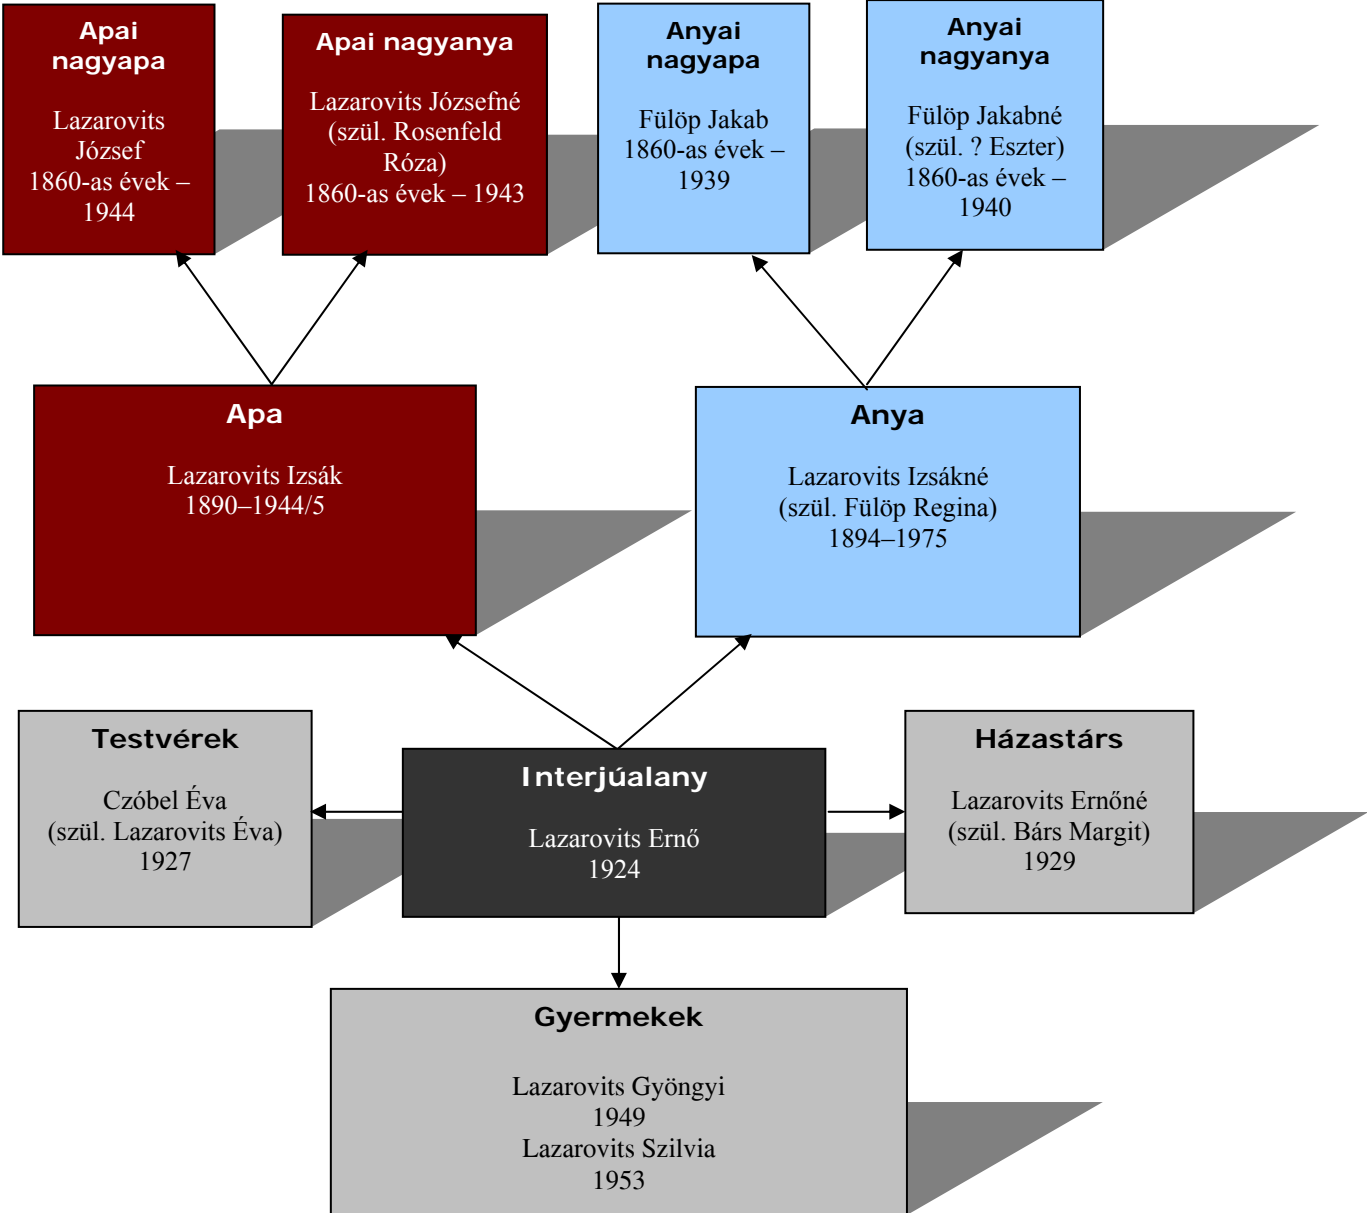 Apai
nagyapa
Lazarovits
József
1860-as évek –
1944
Apai nagyanya
Lazarovits Józsefné
(szül. Rosenfeld
Róza)
1860-as évek – 1943
Anyai
nagyapa
Fülöp Jakab
1860-as évek –
1939
Anyai
nagyanya
Fülöp Jakabné
(szül. ? Eszter)
1860-as évek –
1940
Apa
Lazarovits Izsák
1890–1944/5
Anya
Lazarovits Izsákné
(szül. Fülöp Regina)
1894–1975
Testvérek
Czóbel Éva
(szül. Lazarovits Éva)
1927
Interjúalany
Lazarovits Ernő
1924
Házastárs
Lazarovits Ernőné
(szül. Bárs Margit)
1929
Gyermekek
Lazarovits Gyöngyi
1949
Lazarovits Szilvia
1953